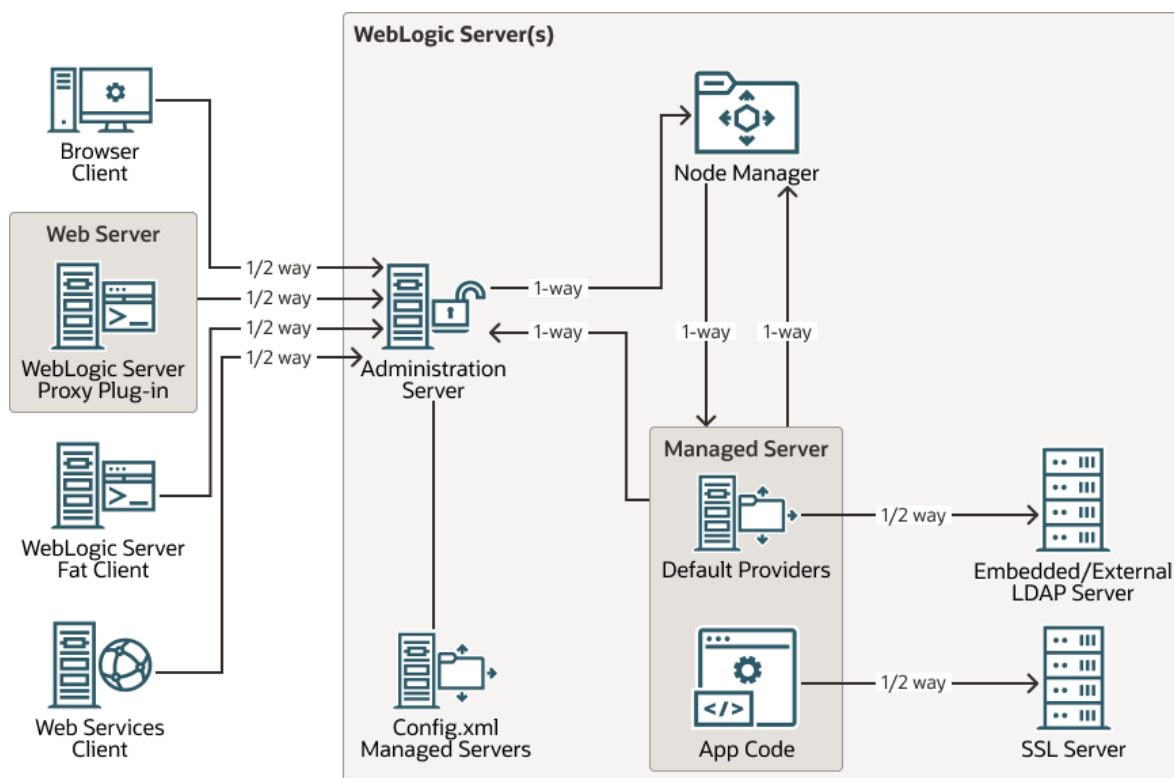 WebLogic Server(s)
Browser
Client
Node Manager
Web Server
1/2 way
1/2 way
1-way
1/2 way
1-way
1-way
1-way
1/2 way
WebLogic Server
Proxy Plug-in
Administration
Server
Managed Server
1/2 way
WebLogic Server
Fat Client
Default Providers
Embedded/External
LDAP Server
</>
1/2 way
Web Services
Client
Config.xml
Managed Servers
App Code
SSL Server